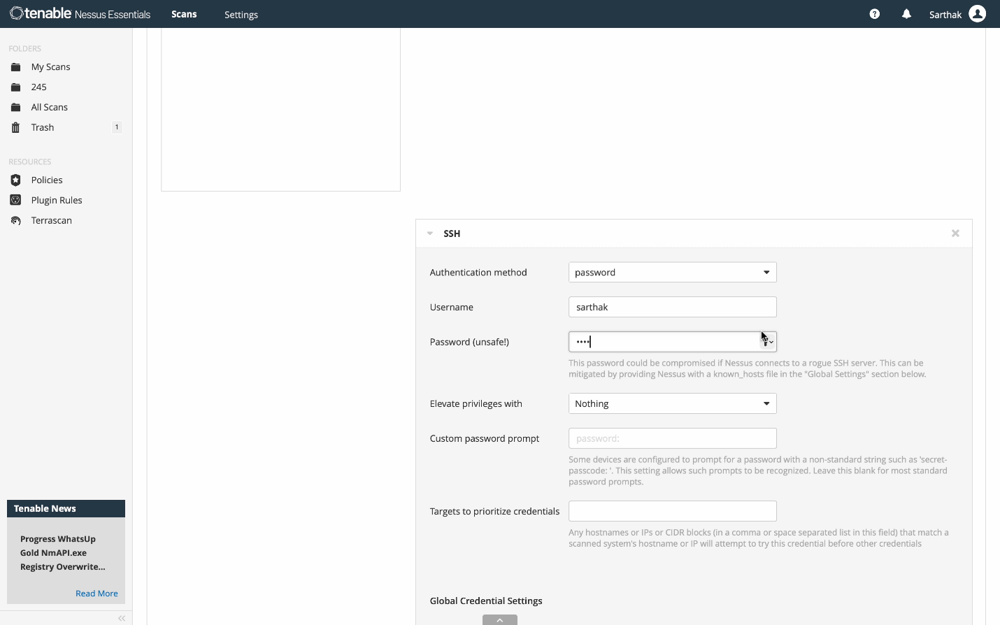 tenable Nessus Essentials
Scans
Settings
Sarthak
FOLDERS
My Scans
245
All Scans
Trash
1
RESOURCES
Policies
Plugin Rules
Terrascan
Tenable News
Progress WhatsUp
Gold NmAPI.exe
Registry Overwrite...
Read More
SSH
Authentication method
password
Username
sarthak
Password (unsafe!)
••••
This password could be compromised if Nessus connects to a rogue SSH server. This can be
mitigated by providing Nessus with a known_hosts file in the "Global Settings" section below.
Elevate privileges with
Nothing
Custom password prompt
password:
Some devices are configured to prompt for a password with a non-standard string such as 'secret-
passcode: '. This setting allows such prompts to be recognized. Leave this blank for most standard
password prompts.
Targets to prioritize credentials
Any hostnames or IPs or CIDR blocks (in a comma or space separated list in this field) that match a
scanned system's hostname or IP will attempt to try this credential before other credentials
Global Credential Settings